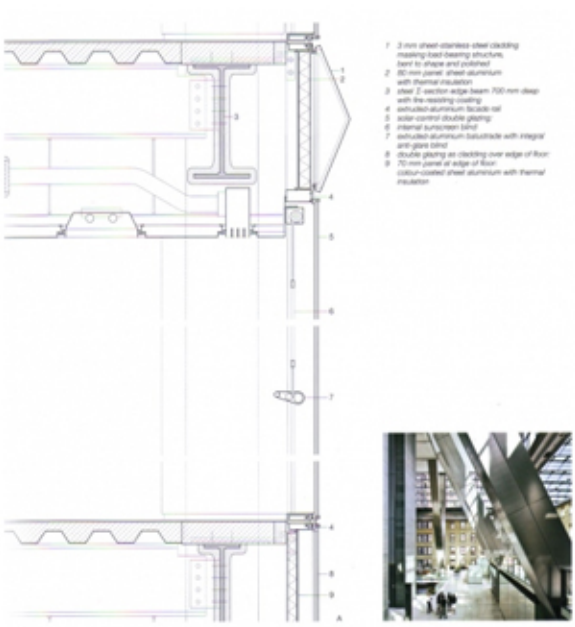 1 3 mm sheet-stainless-steel cladding
masking load-bearing structure,
bent to shape and polished
2 80 mm panel: sheet-aluminium
with thermal insulation
3 steel I-section edge beam 700 mm deep
with fire-resisting coating
4 extruded-aluminium facade rail
5 solar-control double glazing:
6 internal sunscreen blind
7 extruded-aluminium balustrade with integral
anti-glare blind
8 double glazing as cladding over edge of floor:
9 70 mm panel at edge of floor:
colour-coated sheet aluminium with thermal
insulation
1
2
3
4
5
6
7
4
8
9
A